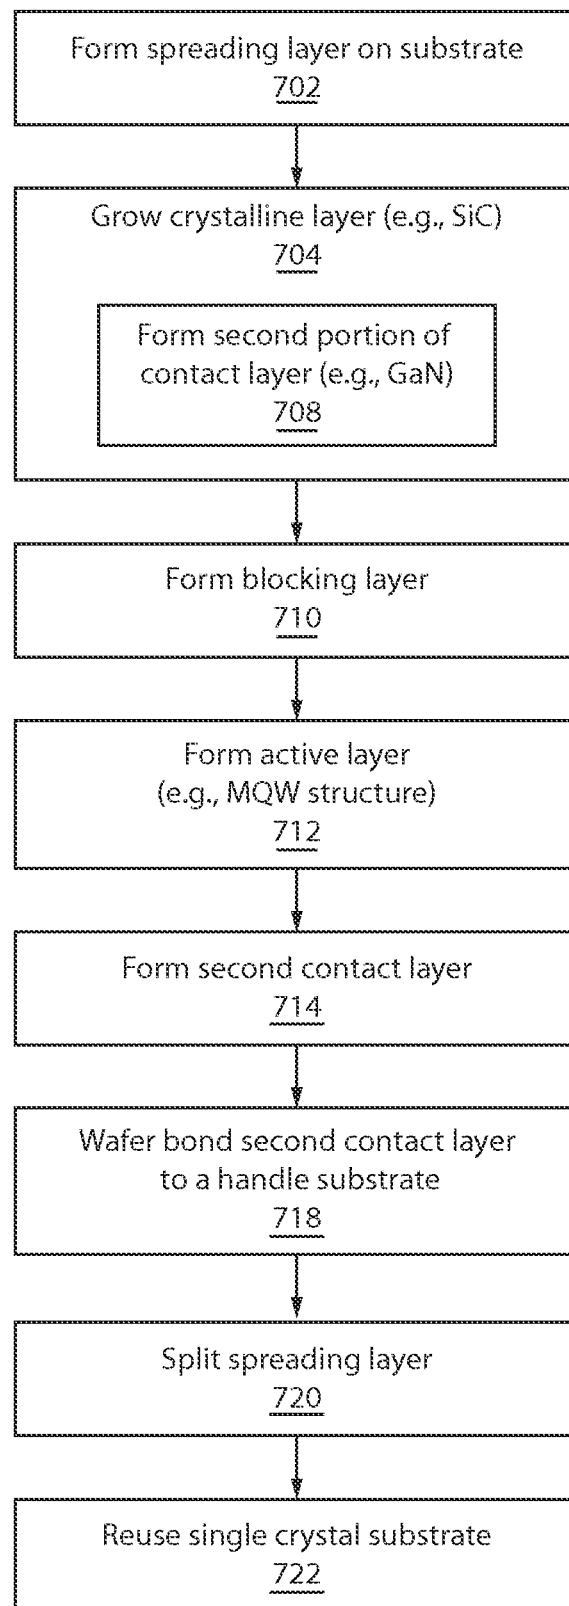 Form spreading layer on substrate
702
Grow crystalline layer (e.g., SiC)
704
Form second portion of
contact layer (e.g., GaN)
708
Form blocking layer
710
Form active layer
(e.g., MQW structure)
712
Form second contact layer
714
Wafer bond second contact layer
to a handle substrate
718
Split spreading layer
720
Reuse single crystal substrate
722